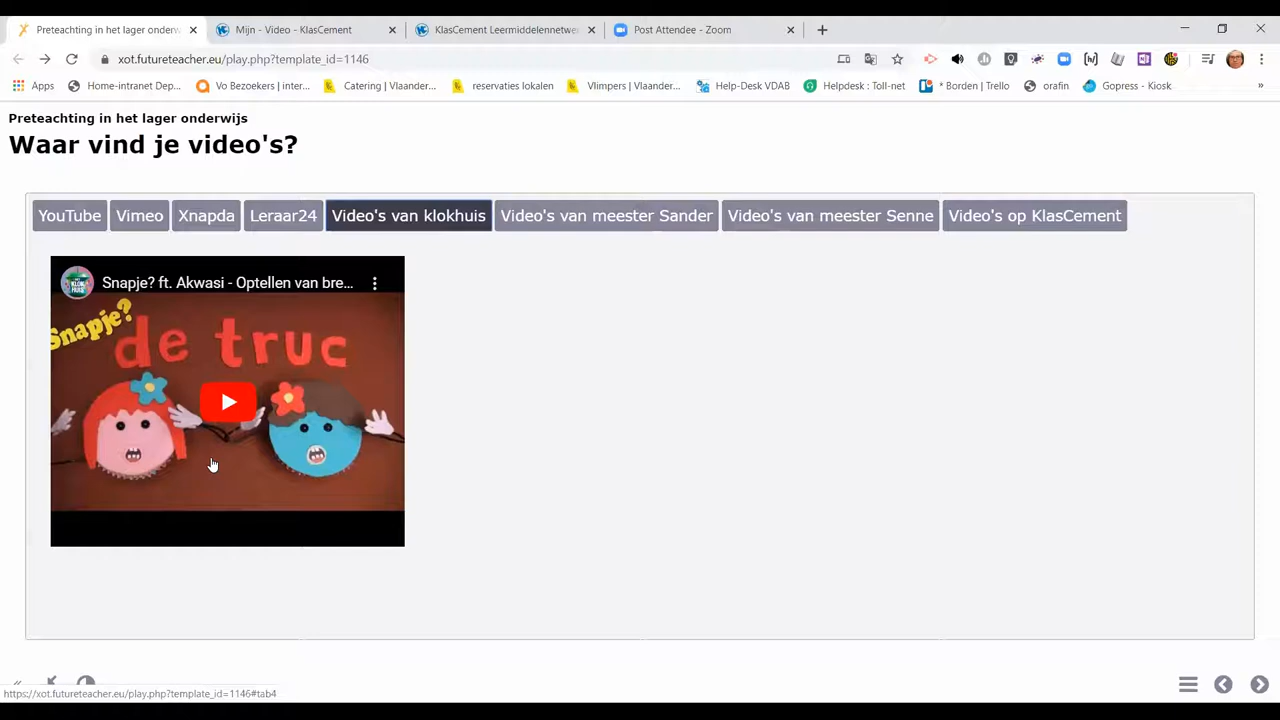 Preteachting in het lager onderw
Mijn - Video - KlasCement
KlasCement Leermiddelennetwe
Post Attendee - Zoom
xot.futureteacher.eu/play.php?template_id=1146
Apps
Home-intranet Dep...
Vo Bezoekers | inter...
Catering | Vlaander...
reservaties lokalen
Vlimpers | Vlaander...
Help-Desk VDAB
Helpdesk : Toll-net
* Borden | Trello
orafin
Gopress - Kiosk
Preteachting in het lager onderwijs
Waar vind je video's?
YouTube
Vimeo
Xnapda
Leraar24
Video's van klokhuis
Video's van meester Sander
Video's van meester Senne
Video's op KlasCement
Snapje? ft. Akwasi - Optellen van bre...
Snapje?
de truc
https://xot.futureteacher.eu/play.php?template_id=1146#tab4